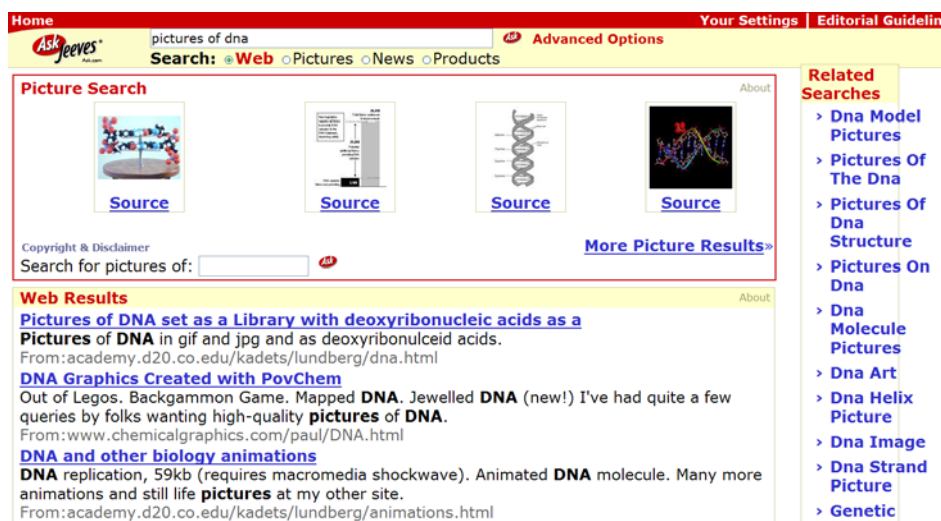 Home Your Settings | Editorial Guidelin
Ask Jeeves
Ask.com
pictures of dna Ask Advanced Options
Search: Web Pictures News Products
Picture Search About
Source Source Source Source
Copyright & Disclaimer More Picture Results»
Search for pictures of: Ask
Web Results About
Pictures of DNA set as a Library with deoxyribonucleic acids as a
Pictures of DNA in gif and jpg and as deoxyribonulceid acids.
From:academy.d20.co.edu/kadets/lundberg/dna.html
DNA Graphics Created with PovChem
Out of Legos. Backgammon Game. Mapped DNA. Jewelled DNA (new!) I've had quite a few
queries by folks wanting high-quality pictures of DNA.
From:www.chemicalgraphics.com/paul/DNA.html
DNA and other biology animations
DNA replication, 59kb (requires macromedia shockwave). Animated DNA molecule. Many more
animations and still life pictures at my other site.
From:academy.d20.co.edu/kadets/lundberg/animations.html
Related
Searches
› Dna Model
Pictures
› Pictures Of
The Dna
› Pictures Of
Dna
Structure
› Pictures On
Dna
› Dna
Molecule
Pictures
› Dna Art
› Dna Helix
Picture
› Dna Image
› Dna Strand
Picture
› Genetic